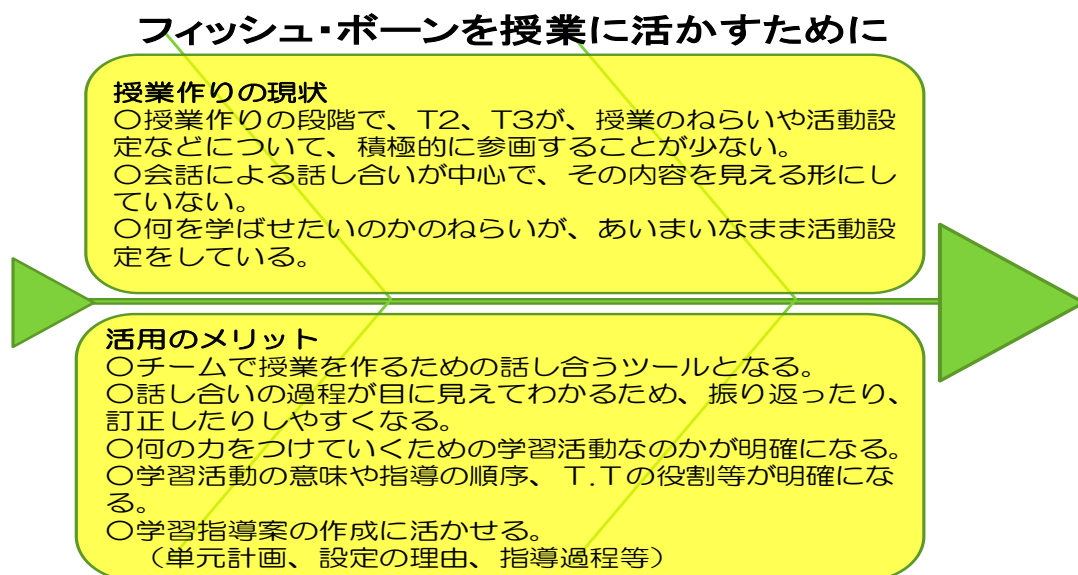 フィッシュ・ボーンを授業に活かすために
授業作りの現状
○授業作りの段階で、T2、T3が、授業のねらいや活動設
定などについて、積極的に参画することが少ない。
○会話による話し合いが中心で、その内容を見える形にし
ていない。
○何を学ばせたいのかのねらいが、あいまいなまま活動設
定をしている。
活用のメリット
○チームで授業を作るための話し合うツールとなる。
○話し合いの過程が目に見えてわかるため、振り返ったり、
訂正したりしやすくなる。
○何の力をつけていくための学習活動なのかが明確になる。
○学習活動の意味や指導の順序、T.Tの役割等が明確にな
る。
○学習指導案の作成に活かせる。
（単元計画、設定の理由、指導過程等）